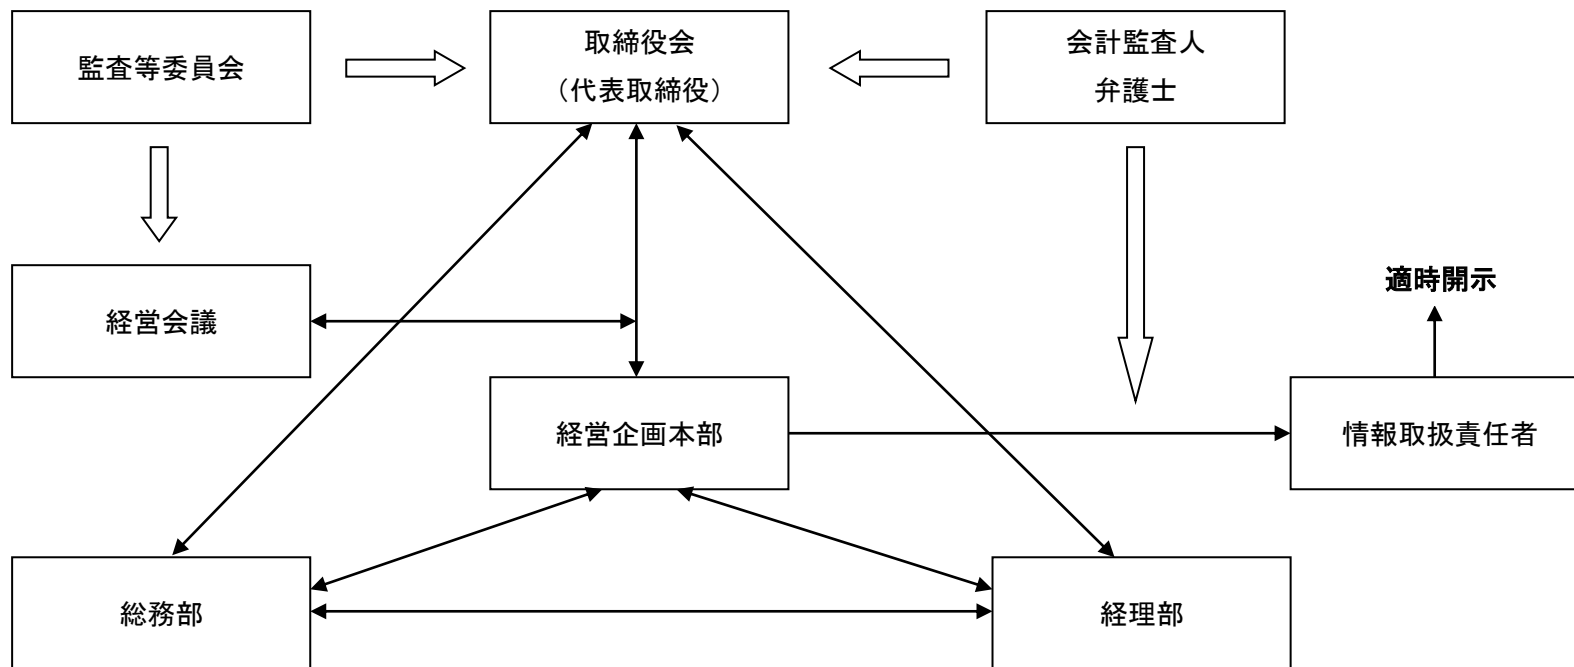 監査等委員会
取締役会
（代表取締役）
会計監査人
弁護士
経営会議
適時開示
経営企画本部
情報取扱責任者
総務部
経理部